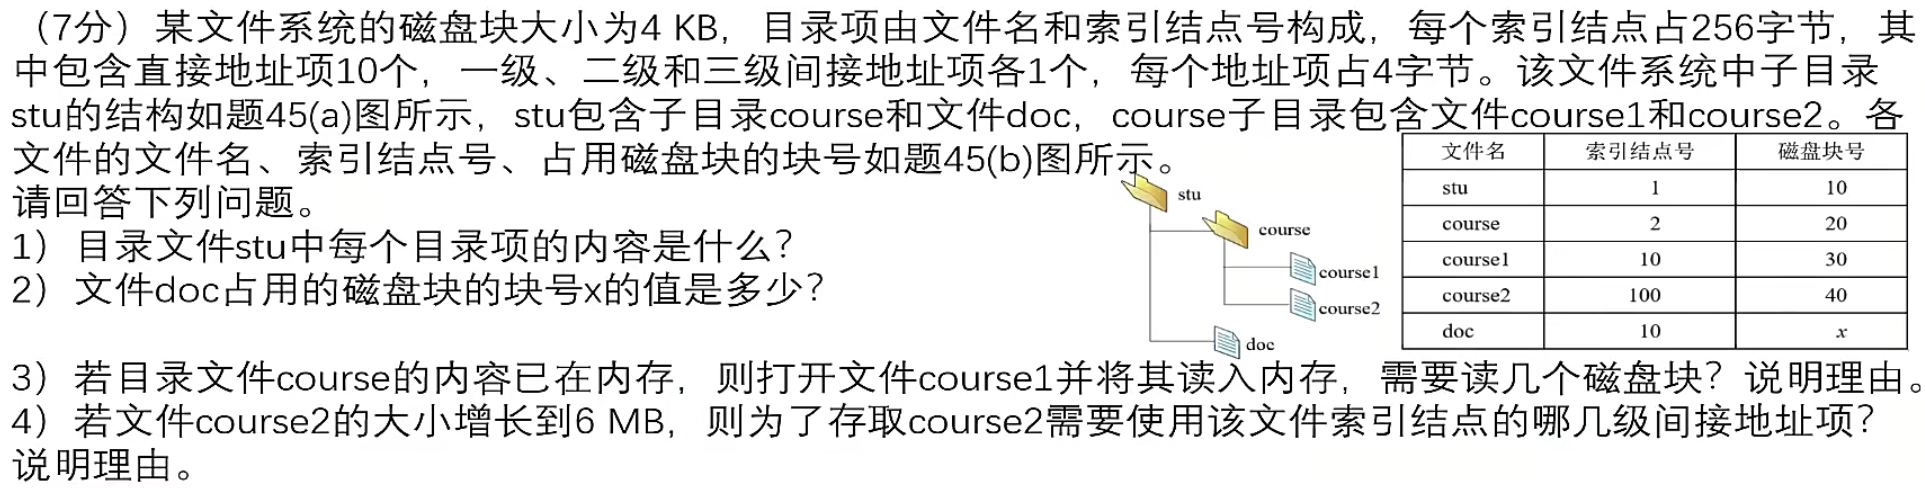 （7分）某文件系统的磁盘块大小为4 KB，目录项由文件名和索引结点号构成，每个索引结点占256字节，其
中包含直接地址项10个，一级、二级和三级间接地址项各1个，每个地址项占4字节。该文件系统中子目录
stu的结构如题45(a)图所示，stu包含子目录course和文件doc，course子目录包含文件course1和course2。各
文件的文件名、索引结点号、占用磁盘块的块号如题45(b)图所示。
请回答下列问题。
1）目录文件stu中每个目录项的内容是什么？
2）文件doc占用的磁盘块的块号x的值是多少？
stu
course
course1
course2
doc
文件名 索引结点号 磁盘块号
stu 1 10
course 2 20
course1 10 30
course2 100 40
doc 10 x
3）若目录文件course的内容已在内存，则打开文件course1并将其读入内存，需要读几个磁盘块？说明理由。
4）若文件course2的大小增长到6 MB，则为了存取course2需要使用该文件索引结点的哪几级间接地址项？
说明理由。